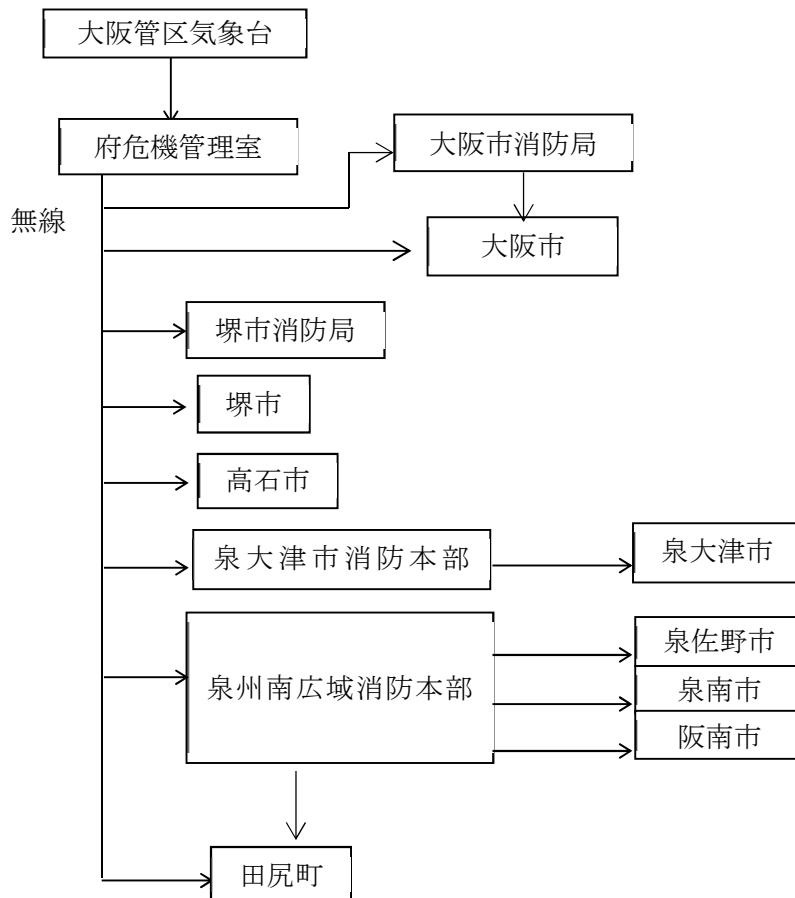 大阪管区気象台
府危機管理室
大阪市消防局
無線
大阪市
堺市消防局
堺市
高石市
泉大津市消防本部
泉大津市
泉州南広域消防本部
泉佐野市
泉南市
阪南市
田尻町